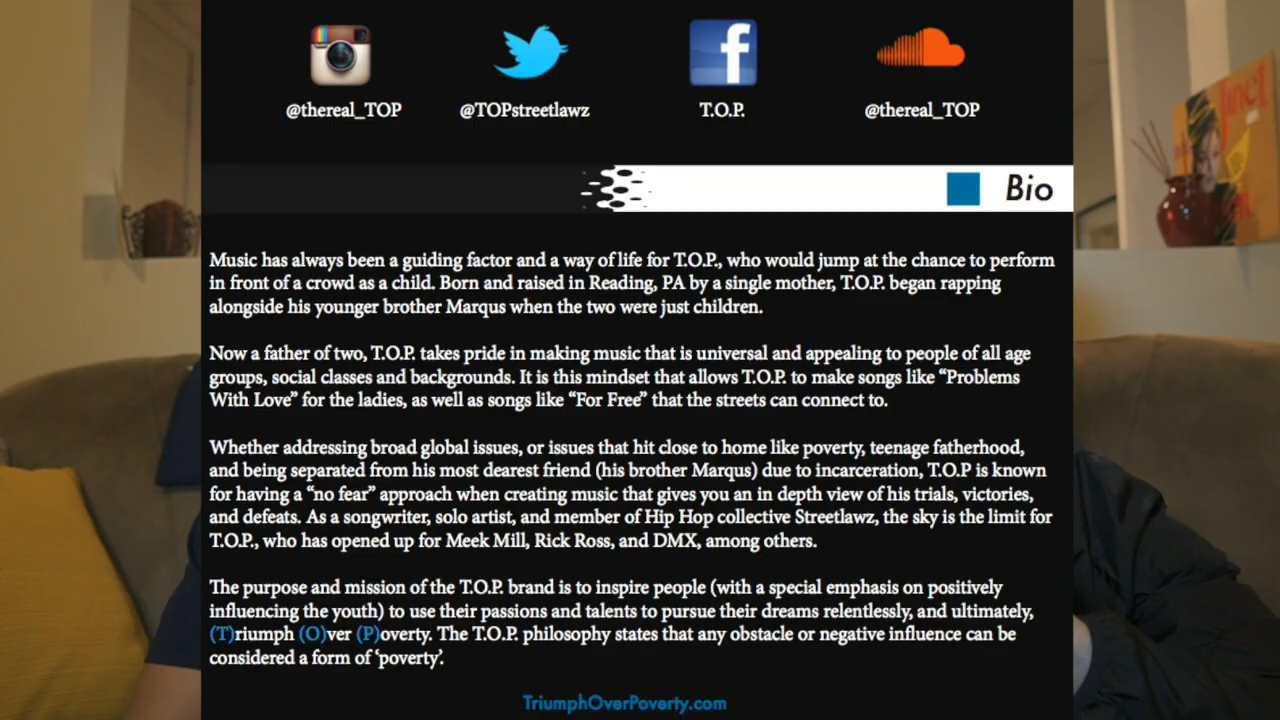 @thereal_TOP @TOPstreetlawz T.O.P. @thereal_TOP
Bio
Music has always been a guiding factor and a way of life for T.O.P., who would jump at the chance to perform
in front of a crowd as a child. Born and raised in Reading, PA by a single mother, T.O.P. began rapping
alongside his younger brother Marqus when the two were just children.
Now a father of two, T.O.P. takes pride in making music that is universal and appealing to people of all age
groups, social classes and backgrounds. It is this mindset that allows T.O.P. to make songs like “Problems
With Love” for the ladies, as well as songs like “For Free” that the streets can connect to.
Whether addressing broad global issues, or issues that hit close to home like poverty, teenage fatherhood,
and being separated from his most dearest friend (his brother Marqus) due to incarceration, T.O.P is known
for having a “no fear” approach when creating music that gives you an in depth view of his trials, victories,
and defeats. As a songwriter, solo artist, and member of Hip Hop collective Streetlawz, the sky is the limit for
T.O.P., who has opened up for Meek Mill, Rick Ross, and DMX, among others.
The purpose and mission of the T.O.P. brand is to inspire people (with a special emphasis on positively
influencing the youth) to use their passions and talents to pursue their dreams relentlessly, and ultimately,
(T)riumph (O)ver (P)overty. The T.O.P. philosophy states that any obstacle or negative influence can be
considered a form of ‘poverty’.
TriumphOverPoverty.com